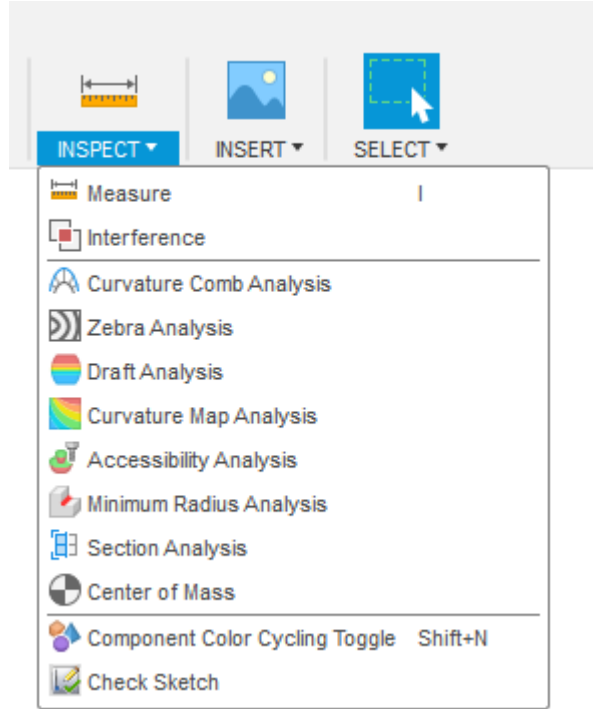 INSPECT ▾ INSERT ▾ SELECT ▾
Measure I
Interference
Curvature Comb Analysis
Zebra Analysis
Draft Analysis
Curvature Map Analysis
Accessibility Analysis
Minimum Radius Analysis
Section Analysis
Center of Mass
Component Color Cycling Toggle Shift+N
Check Sketch